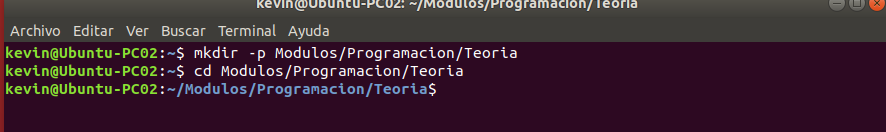 kevin@Ubuntu-PC02: ~/Modulos/Programacion/Teoria
Archivo Editar Ver Buscar Terminal Ayuda
kevin@Ubuntu-PC02:~$ mkdir -p Modulos/Programacion/Teoria
kevin@Ubuntu-PC02:~$ cd Modulos/Programacion/Teoria
kevin@Ubuntu-PC02:~/Modulos/Programacion/Teoria$